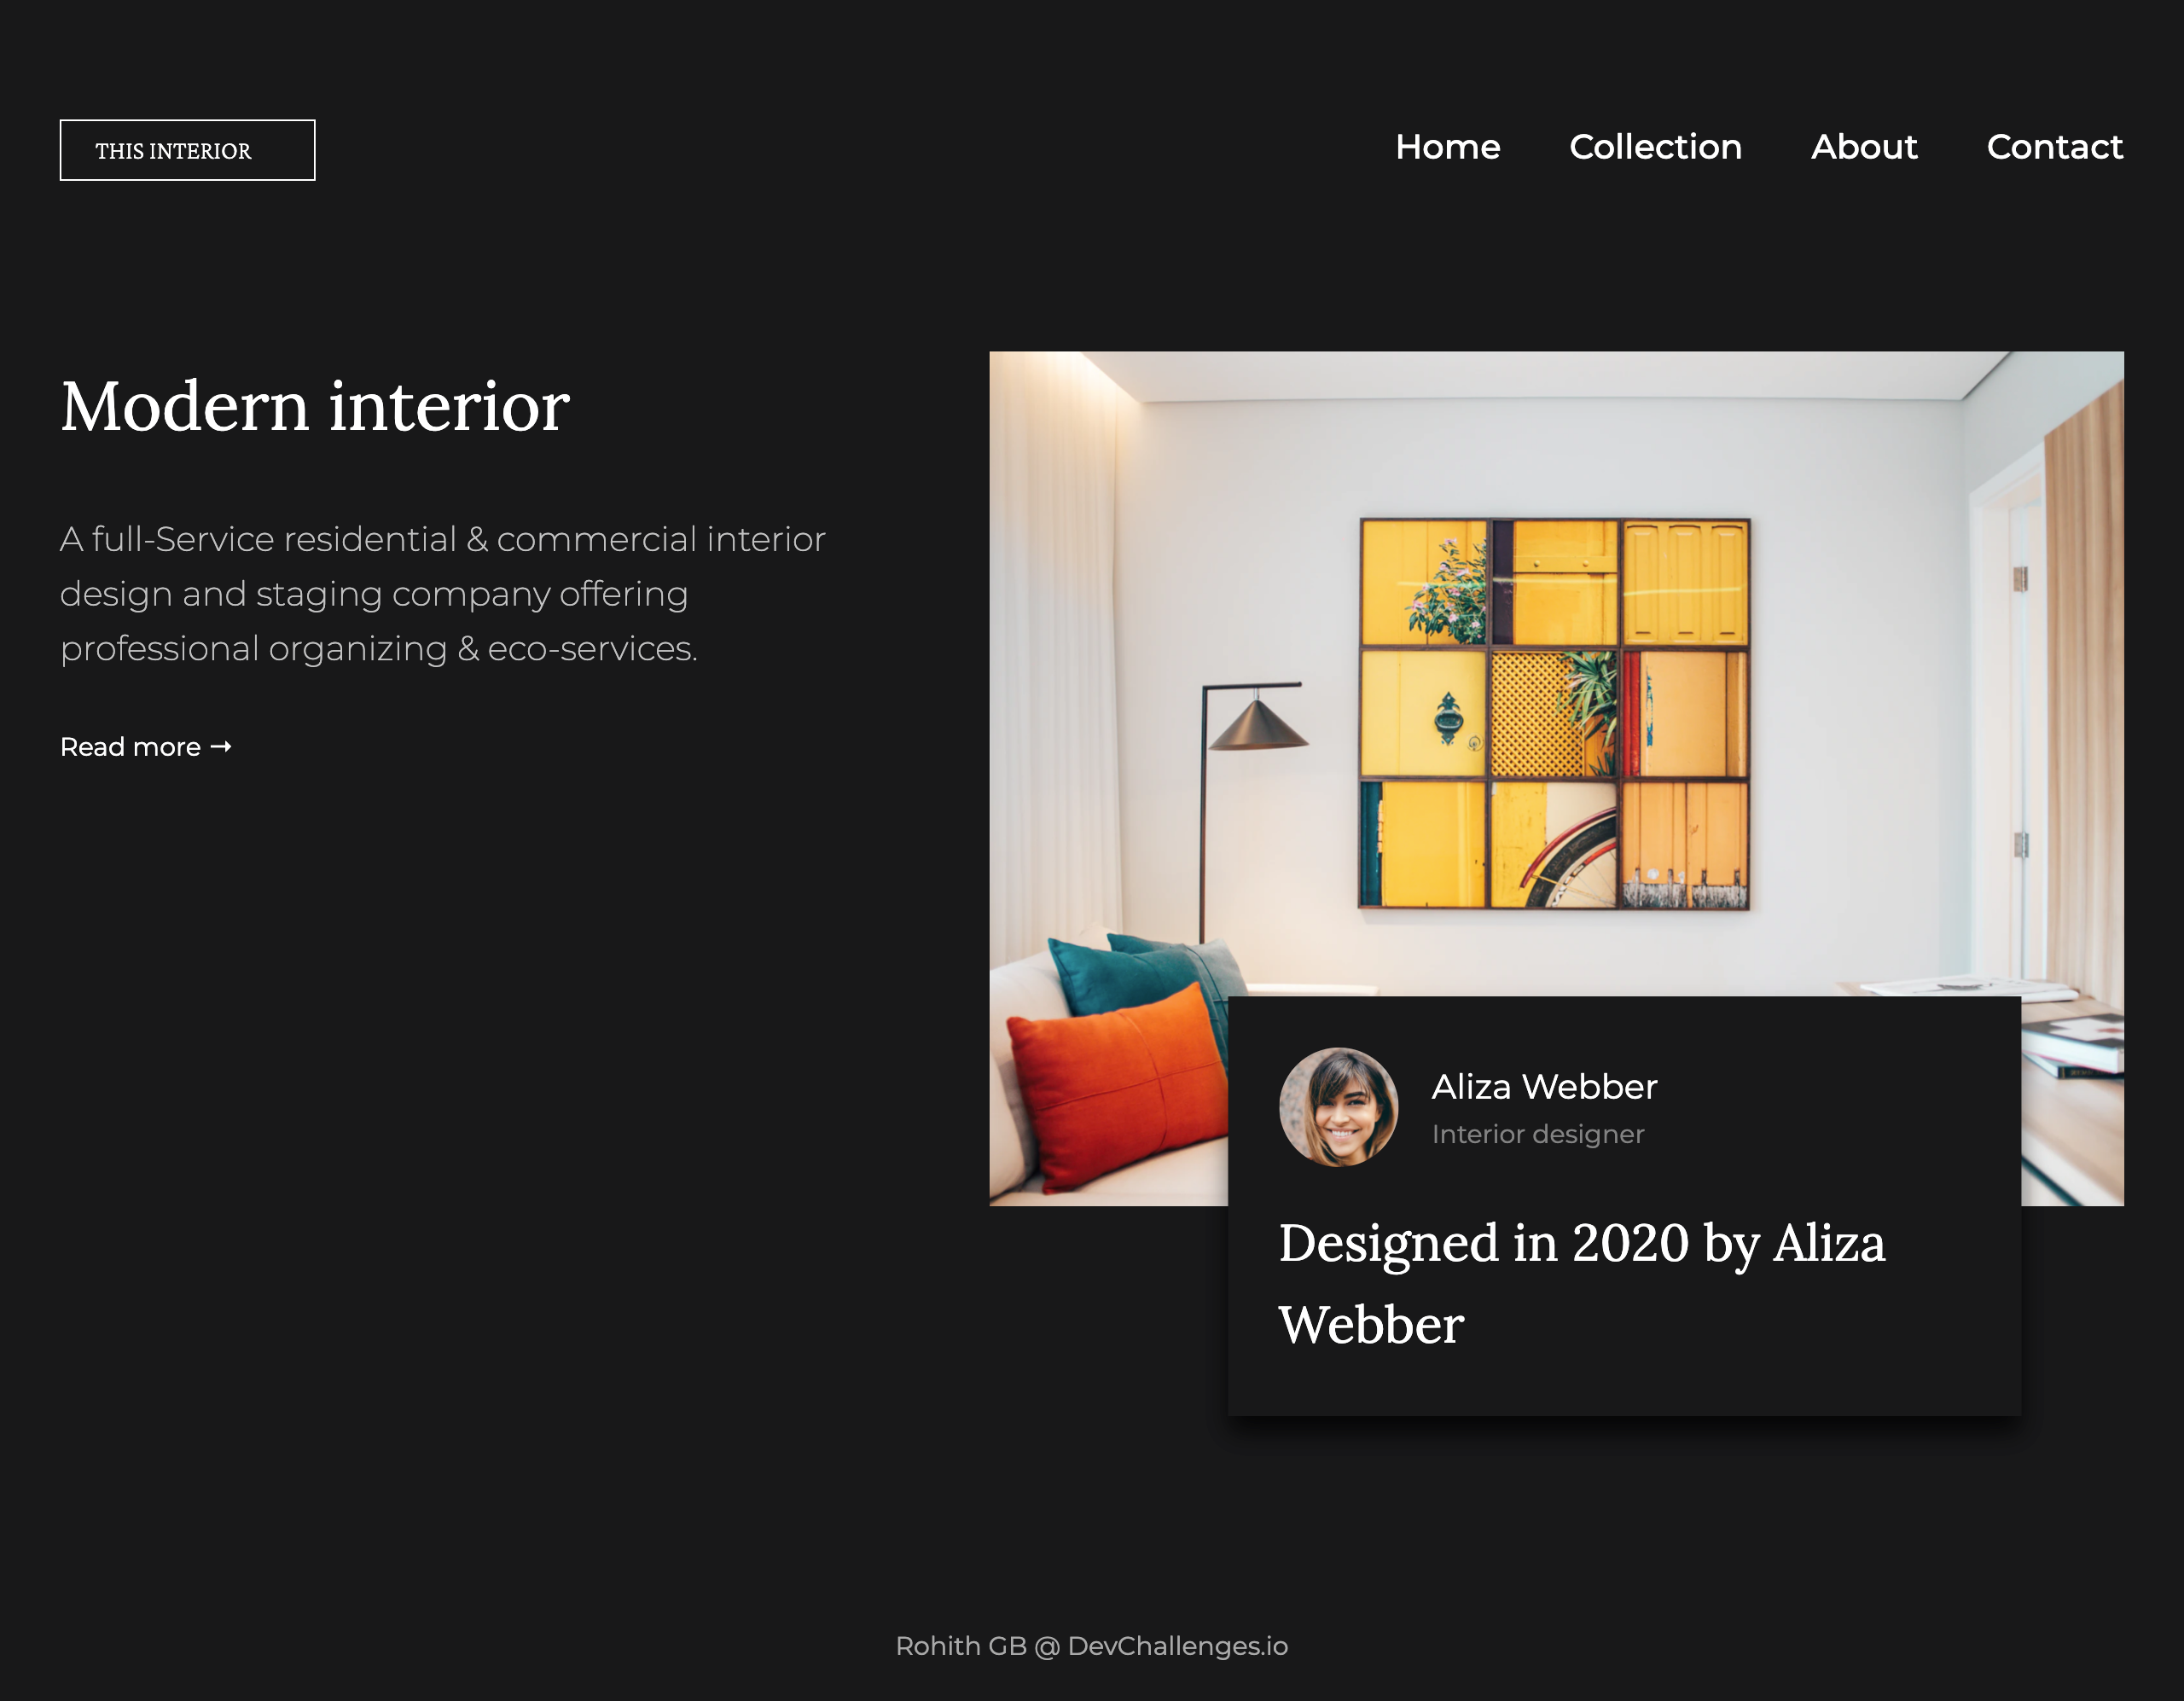 THIS INTERIOR
Home
Collection
About
Contact
Modern interior
A full-Service residential & commercial interior
design and staging company offering
professional organizing & eco-services.
Read more →
Aliza Webber
Interior designer
Designed in 2020 by Aliza
Webber
Rohith GB @ DevChallenges.io